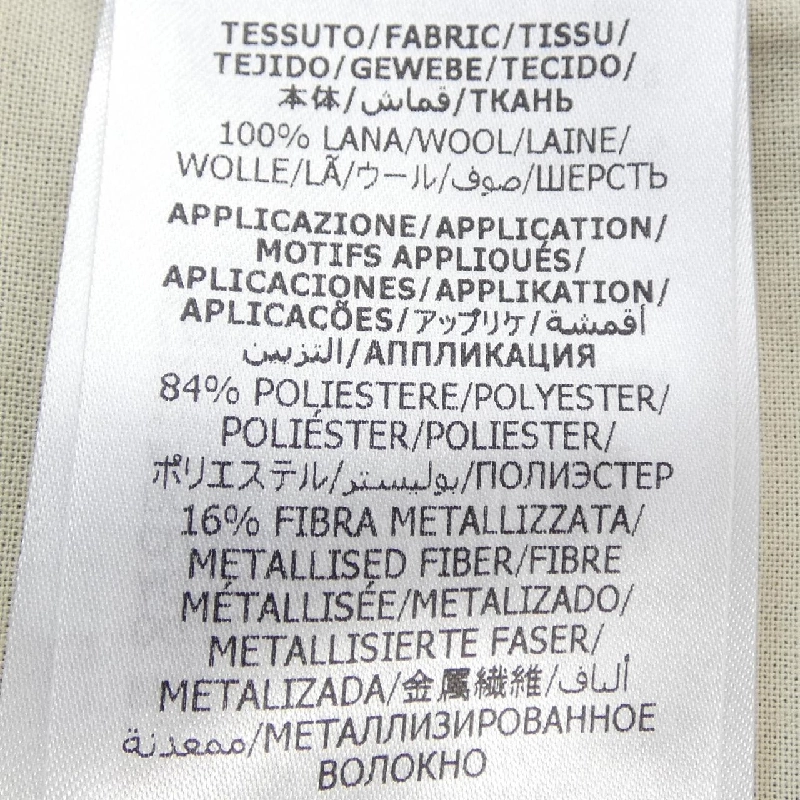 TESSUTO/FABRIC/TISSU/
TEJIDO/GEWEBE/TECIDO/
本体/قماش/ТКАНЬ
100% LANA/WOOL/LAINE/
WOLLE/LÃ/ウール/صوف/ШЕРСТЬ
APPLICAZIONE/APPLICATION/
MOTIFS APPLIQUÉS/
APLICACIONES/APPLIKATION/
APLICAÇÕES/アップリケ/أقمشة
التزيين/АППЛИКАЦИЯ
84% POLIESTERE/POLYESTER/
POLIÉSTER/POLIESTER/
ポリエステル/بوليستر/ПОЛИЭСТЕР
16% FIBRA METALLIZZATA/
METALLISED FIBER/FIBRE
MÉTALLISÉE/METALIZADO/
METALLISIERTE FASER/
METALIZADA/金属繊維/ألياف
ممعدنة/МЕТАЛЛИЗИРОВАННОЕ
ВОЛОКНО